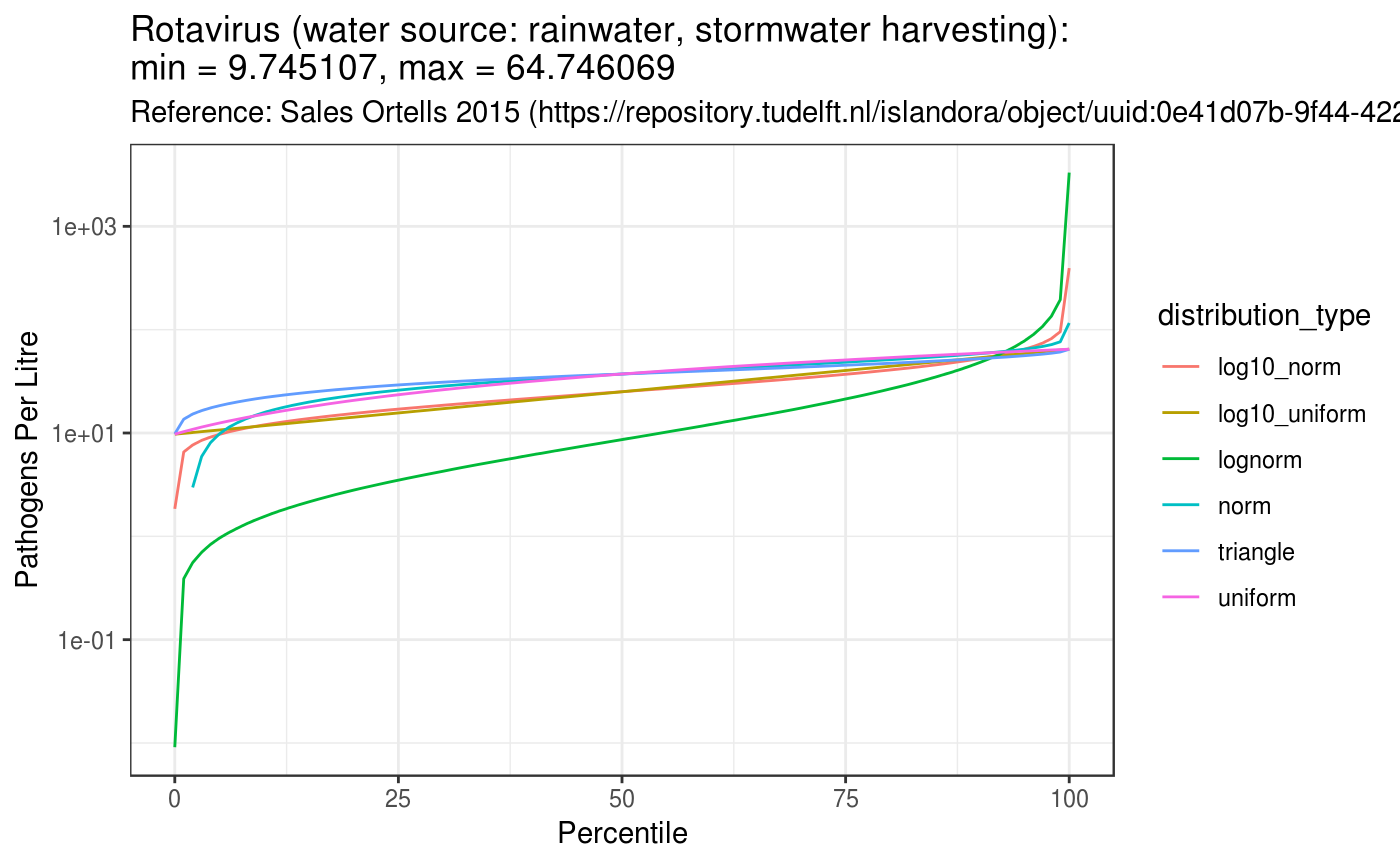 Rotavirus (water source: rainwater, stormwater harvesting):
min = 9.745107, max = 64.746069
Reference: Sales Ortells 2015 (https://repository.tudelft.nl/islandora/object/uuid:0e41d07b-9f44-422
Pathogens Per Litre
1e+03
1e+01
1e-01
0 25 50 75 100
Percentile
distribution_type
log10_norm
log10_uniform
lognorm
norm
triangle
uniform